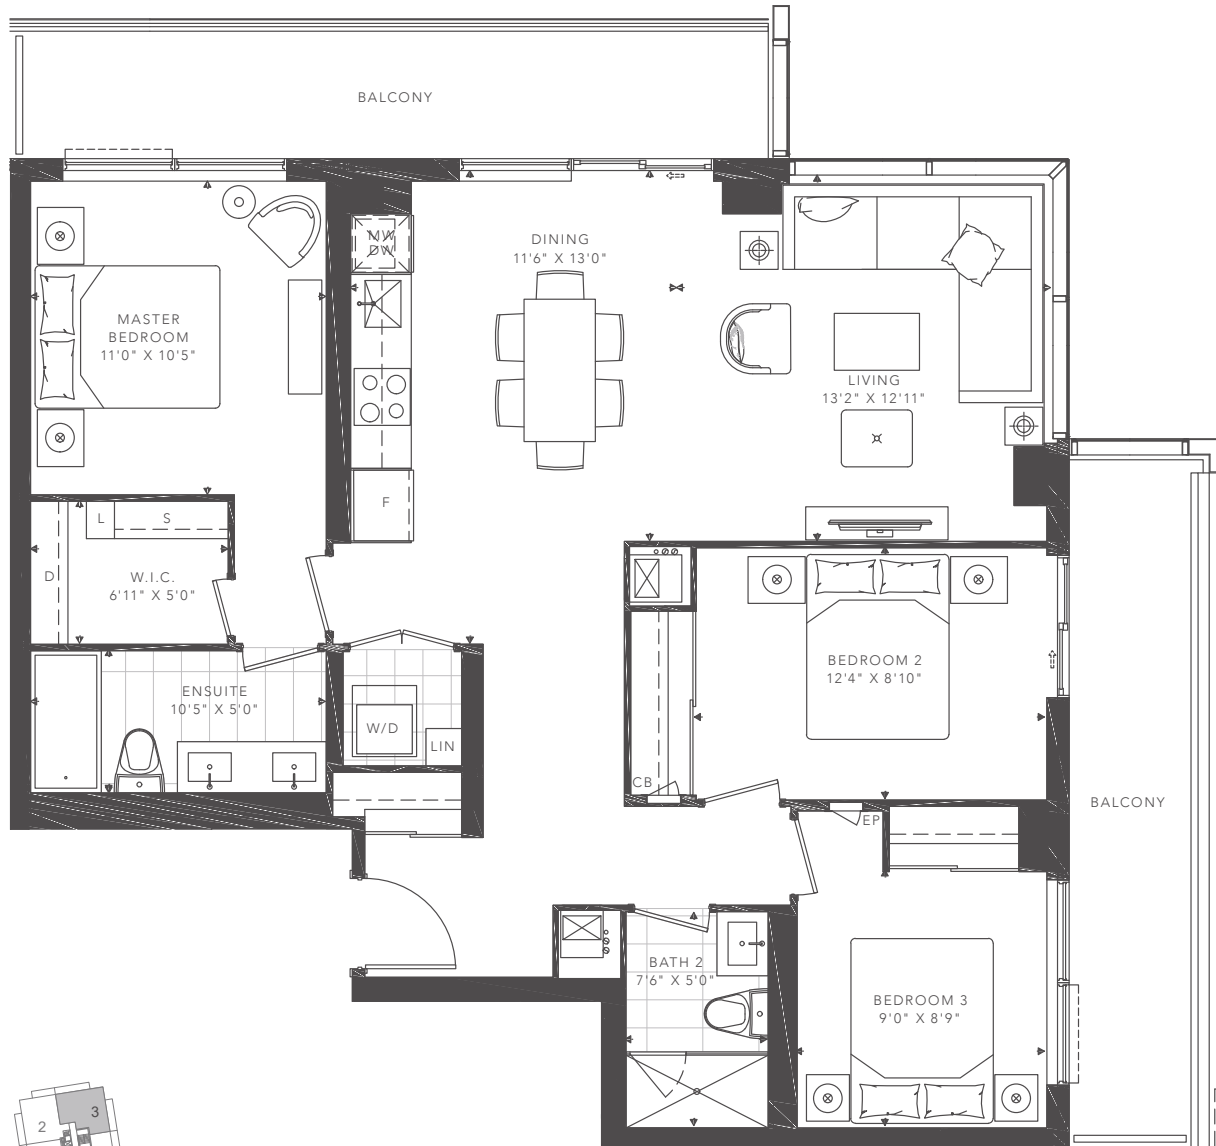 BALCONY
MW
DW
DINING
11'6" X 13'0"
MASTER
BEDROOM
11'0" X 10'5"
LIVING
13'2" X 12'11"
F
L
S
D
W.I.C.
6'11" X 5'0"
BEDROOM 2
12'4" X 8'10"
ENSUITE
10'5" X 5'0"
W/D
LIN
CB
BALCONY
EP
BATH 2
7'6" X 5'0"
BEDROOM 3
9'0" X 8'9"
3
2